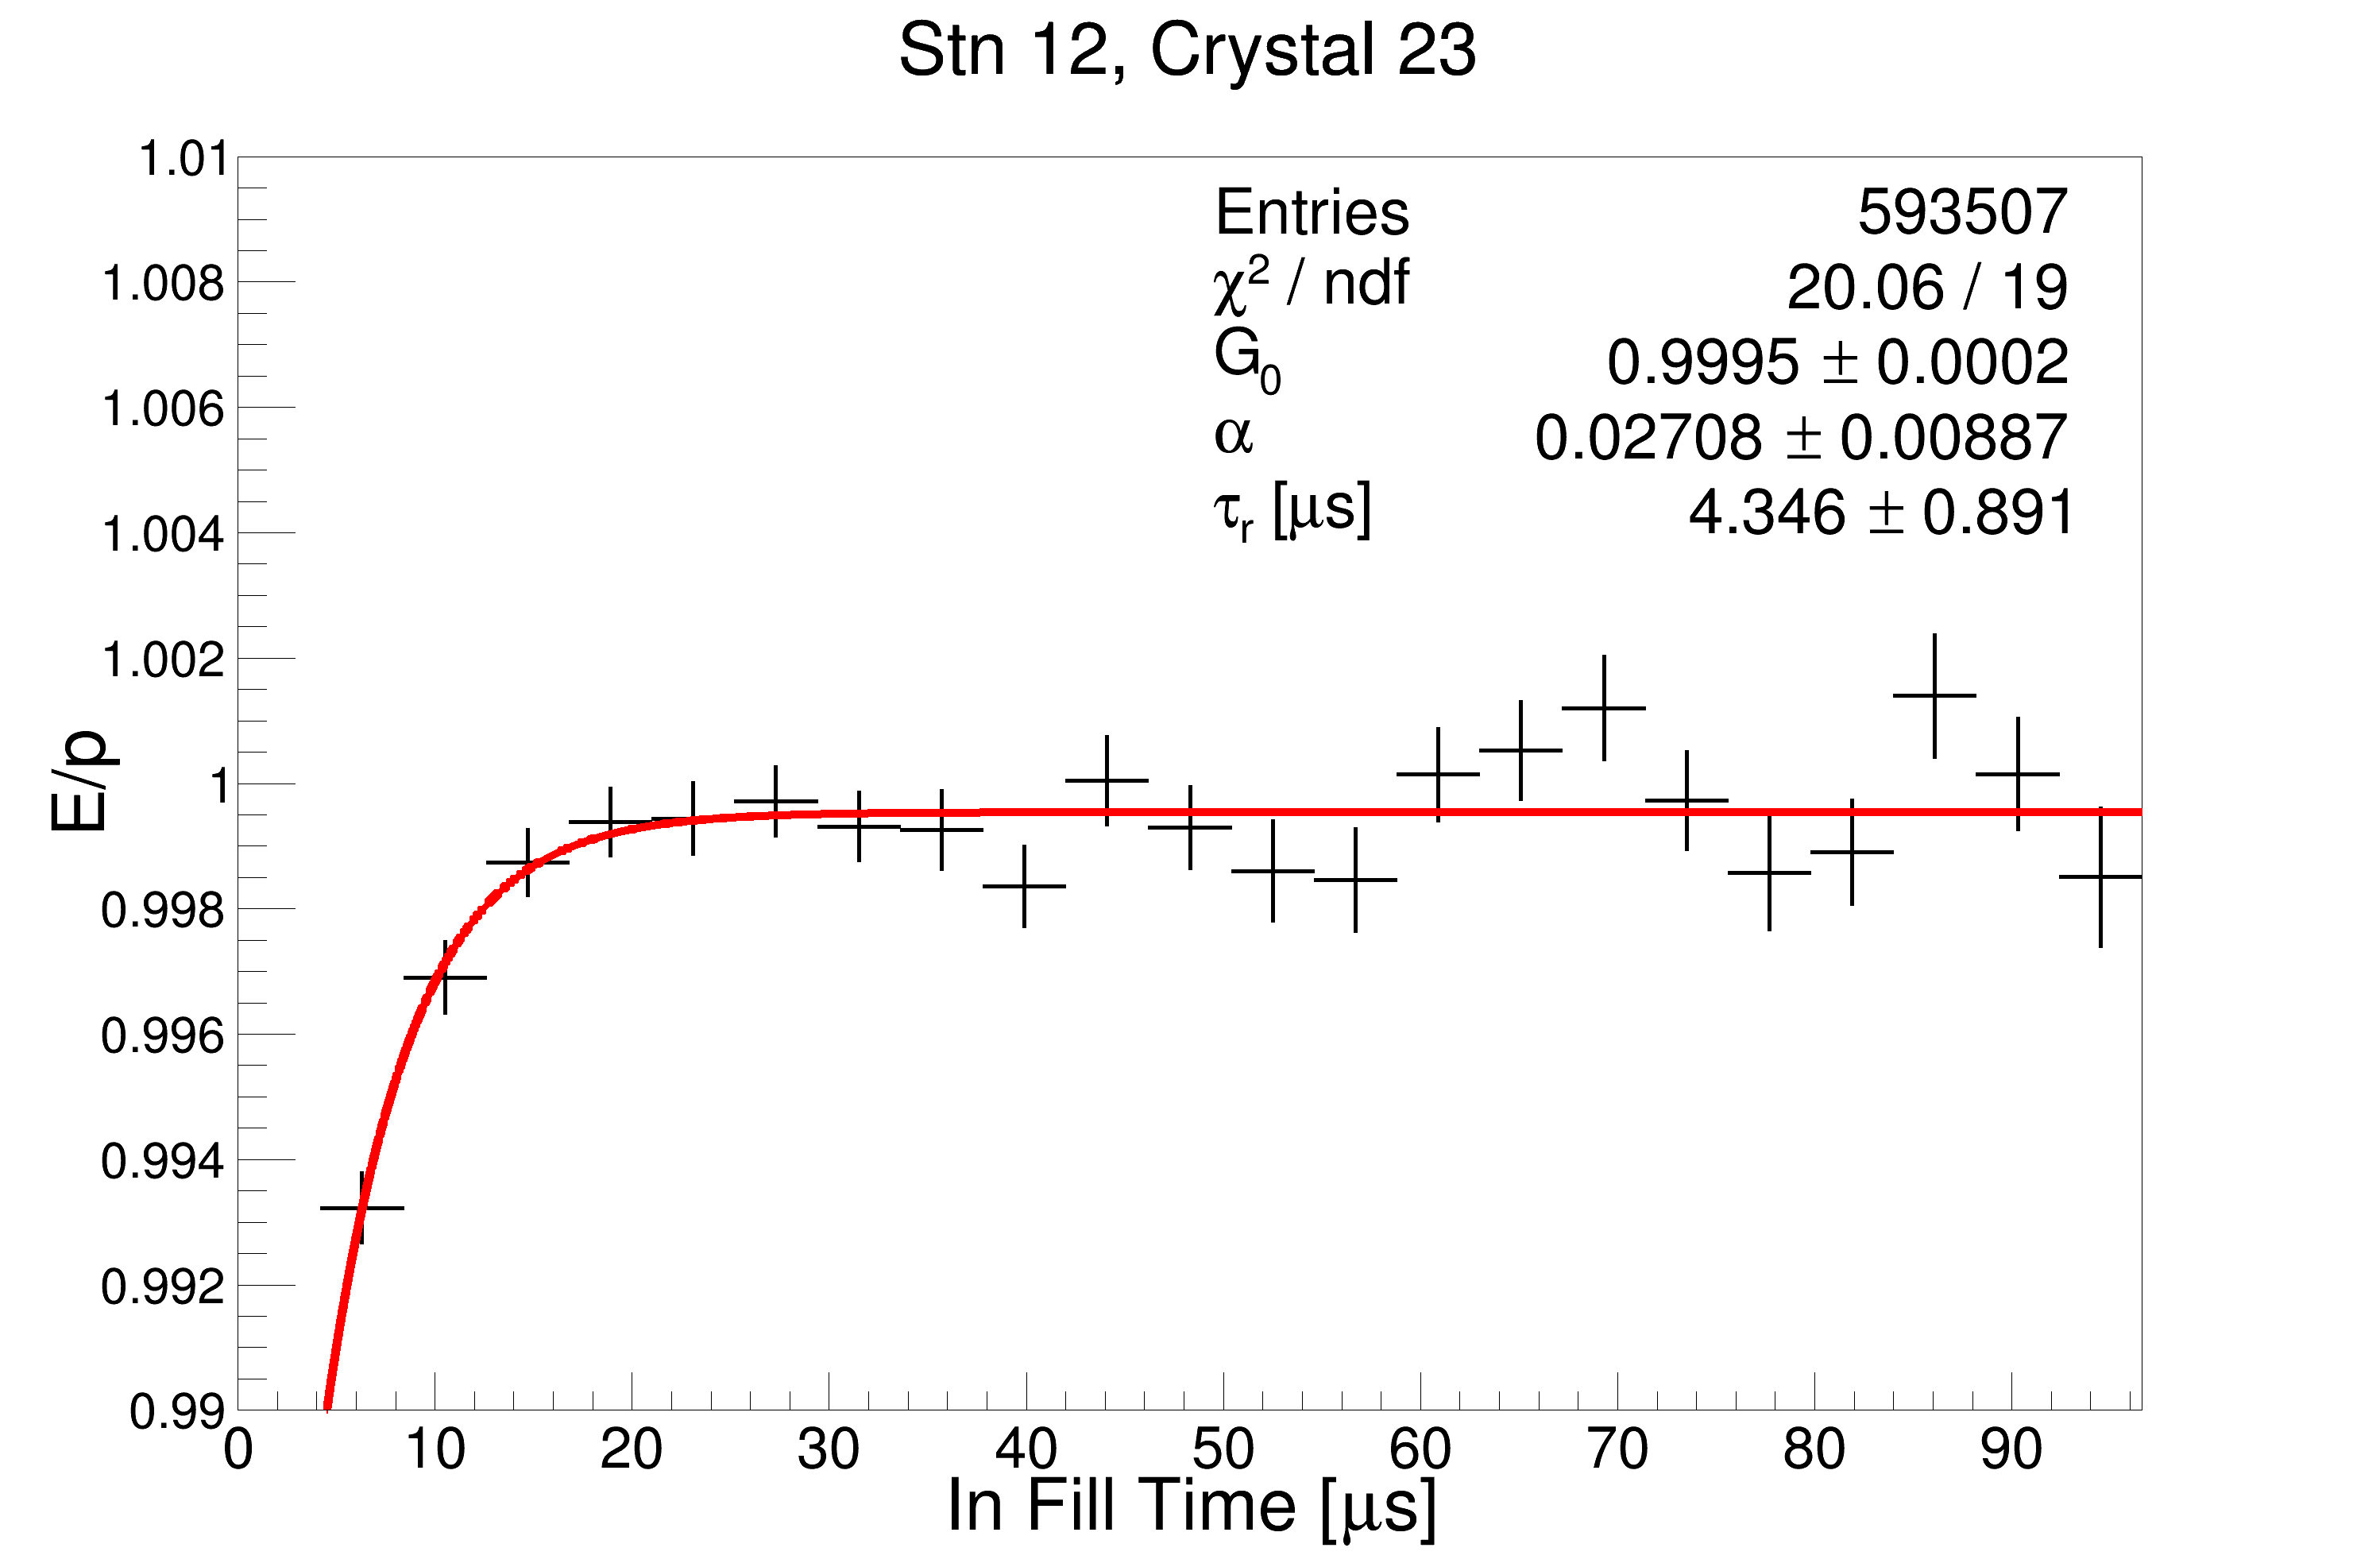 Stn 12, Crystal 23
Entries 593507
χ² / ndf 20.06 / 19
G₀ 0.9995 ± 0.0002
α 0.02708 ± 0.00887
τᵣ [μs] 4.346 ± 0.891
1.01
1.008
1.006
1.004
1.002
1
0.998
0.996
0.994
0.992
0.99
E/p
0 10 20 30 40 50 60 70 80 90
In Fill Time [μs]